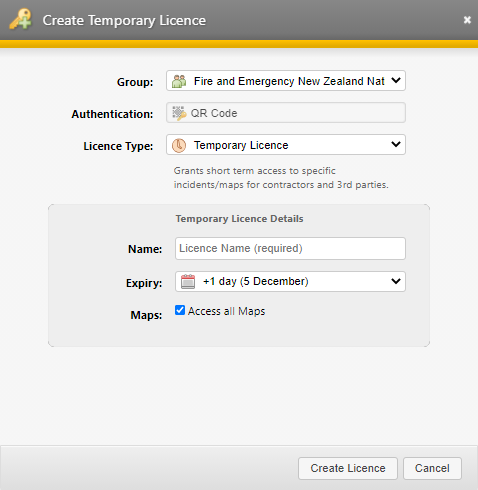 Create Temporary Licence
Group: Fire and Emergency New Zealand Nat
Authentication: QR Code
Licence Type: Temporary Licence
Grants short term access to specific
incidents/maps for contractors and 3rd parties.
Temporary Licence Details
Name: Licence Name (required)
Expiry: +1 day (5 December)
Maps: Access all Maps
Create Licence Cancel